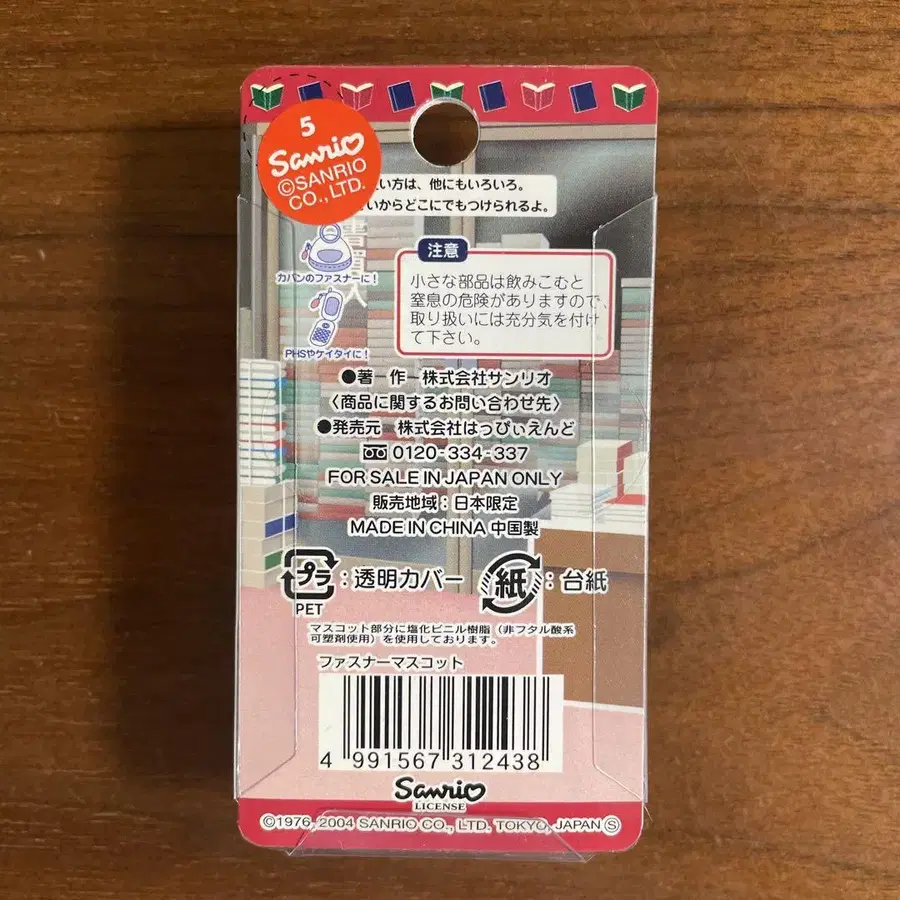 5
Sanrio
©SANRIO
CO., LTD.
い方は、他にもいろいろ。
いからどこにでもつけられるよ。
カバンのファスナーに!
PHSやケイタイに!
注意
小さな部品は飲みこむと
窒息の危険がありますので、
取り扱いには充分気を付け
て下さい。
●著 作 株式会社サンリオ
〈商品に関するお問い合わせ先〉
●発売元 株式会社はっぴぃえんど
0120-334-337
FOR SALE IN JAPAN ONLY
販売地域：日本限定
MADE IN CHINA 中国製
プラ：透明カバー
PET
紙：台紙
マスコット部分に塩化ビニル樹脂（非フタル酸系
可塑剤使用）を使用しております。
ファスナーマスコット
4 991567 312438
Sanrio
LICENSE
©1976, 2004 SANRIO CO., LTD. TOKYO, JAPAN Ⓢ